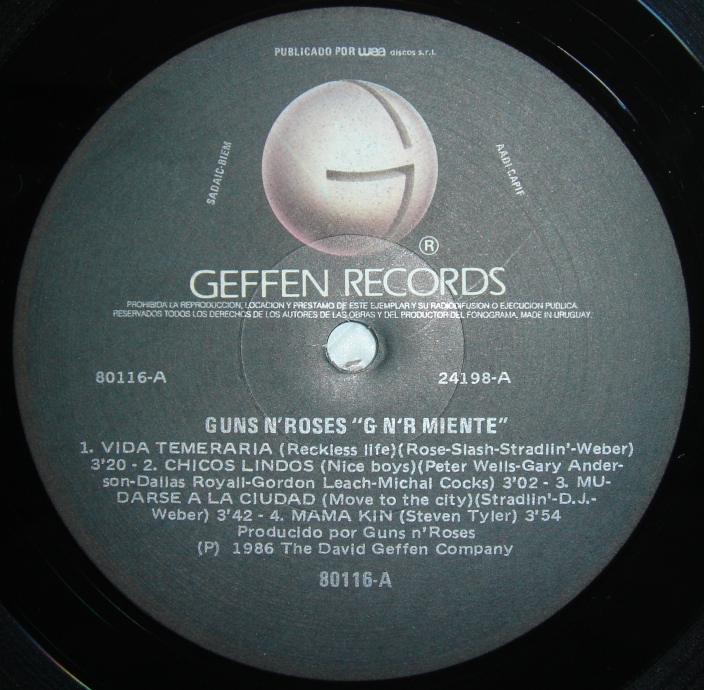 PUBLICADO POR wea discos s.r.l.
SADAIC-BIEM
AADI-CAPIF
®
GEFFEN RECORDS
PROHIBIDA LA REPRODUCCION, LOCACION Y PRESTAMO DE ESTE EJEMPLAR Y SU RADIODIFUSION O EJECUCION PUBLICA.
RESERVADOS TODOS LOS DERECHOS DE LOS AUTORES DE LAS OBRAS Y DEL PRODUCTOR DEL FONOGRAMA, MADE IN URUGUAY.
80116-A
24198-A
GUNS N'ROSES "G N'R MIENTE"
1. VIDA TEMERARIA (Reckless life)(Rose-Slash-Stradlin'-Weber)
3'20 - 2. CHICOS LINDOS (Nice boys)(Peter Wells-Gary Ander-
son-Dallas Royall-Gordon Leach-Michal Cocks) 3'02 - 3. MU-
DARSE A LA CIUDAD (Move to the city)(Stradlin'-D.J.-
Weber) 3'42 - 4. MAMA KIN (Steven Tyler) 3'54
Producido por Guns n'Roses
(P) 1986 The David Geffen Company
80116-A